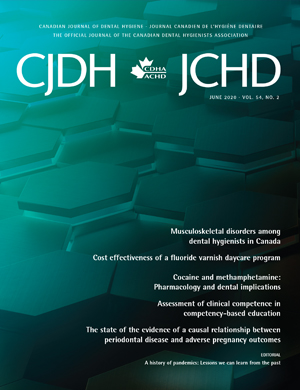 CANADIAN JOURNAL OF DENTAL HYGIENE · JOURNAL CANADIEN DE L'HYGIÈNE DENTAIRE
THE OFFICIAL JOURNAL OF THE CANADIAN DENTAL HYGIENISTS ASSOCIATION
CJDH CDHA ACHD JCHD
JUNE 2020 · VOL. 54, NO. 2
Musculoskeletal disorders among
dental hygienists in Canada
Cost effectiveness of a fluoride varnish daycare program
Cocaine and methamphetamine:
Pharmacology and dental implications
Assessment of clinical competence in
competency-based education
The state of the evidence of a causal relationship between
periodontal disease and adverse pregnancy outcomes
EDITORIAL
A history of pandemics: Lessons we can learn from the past